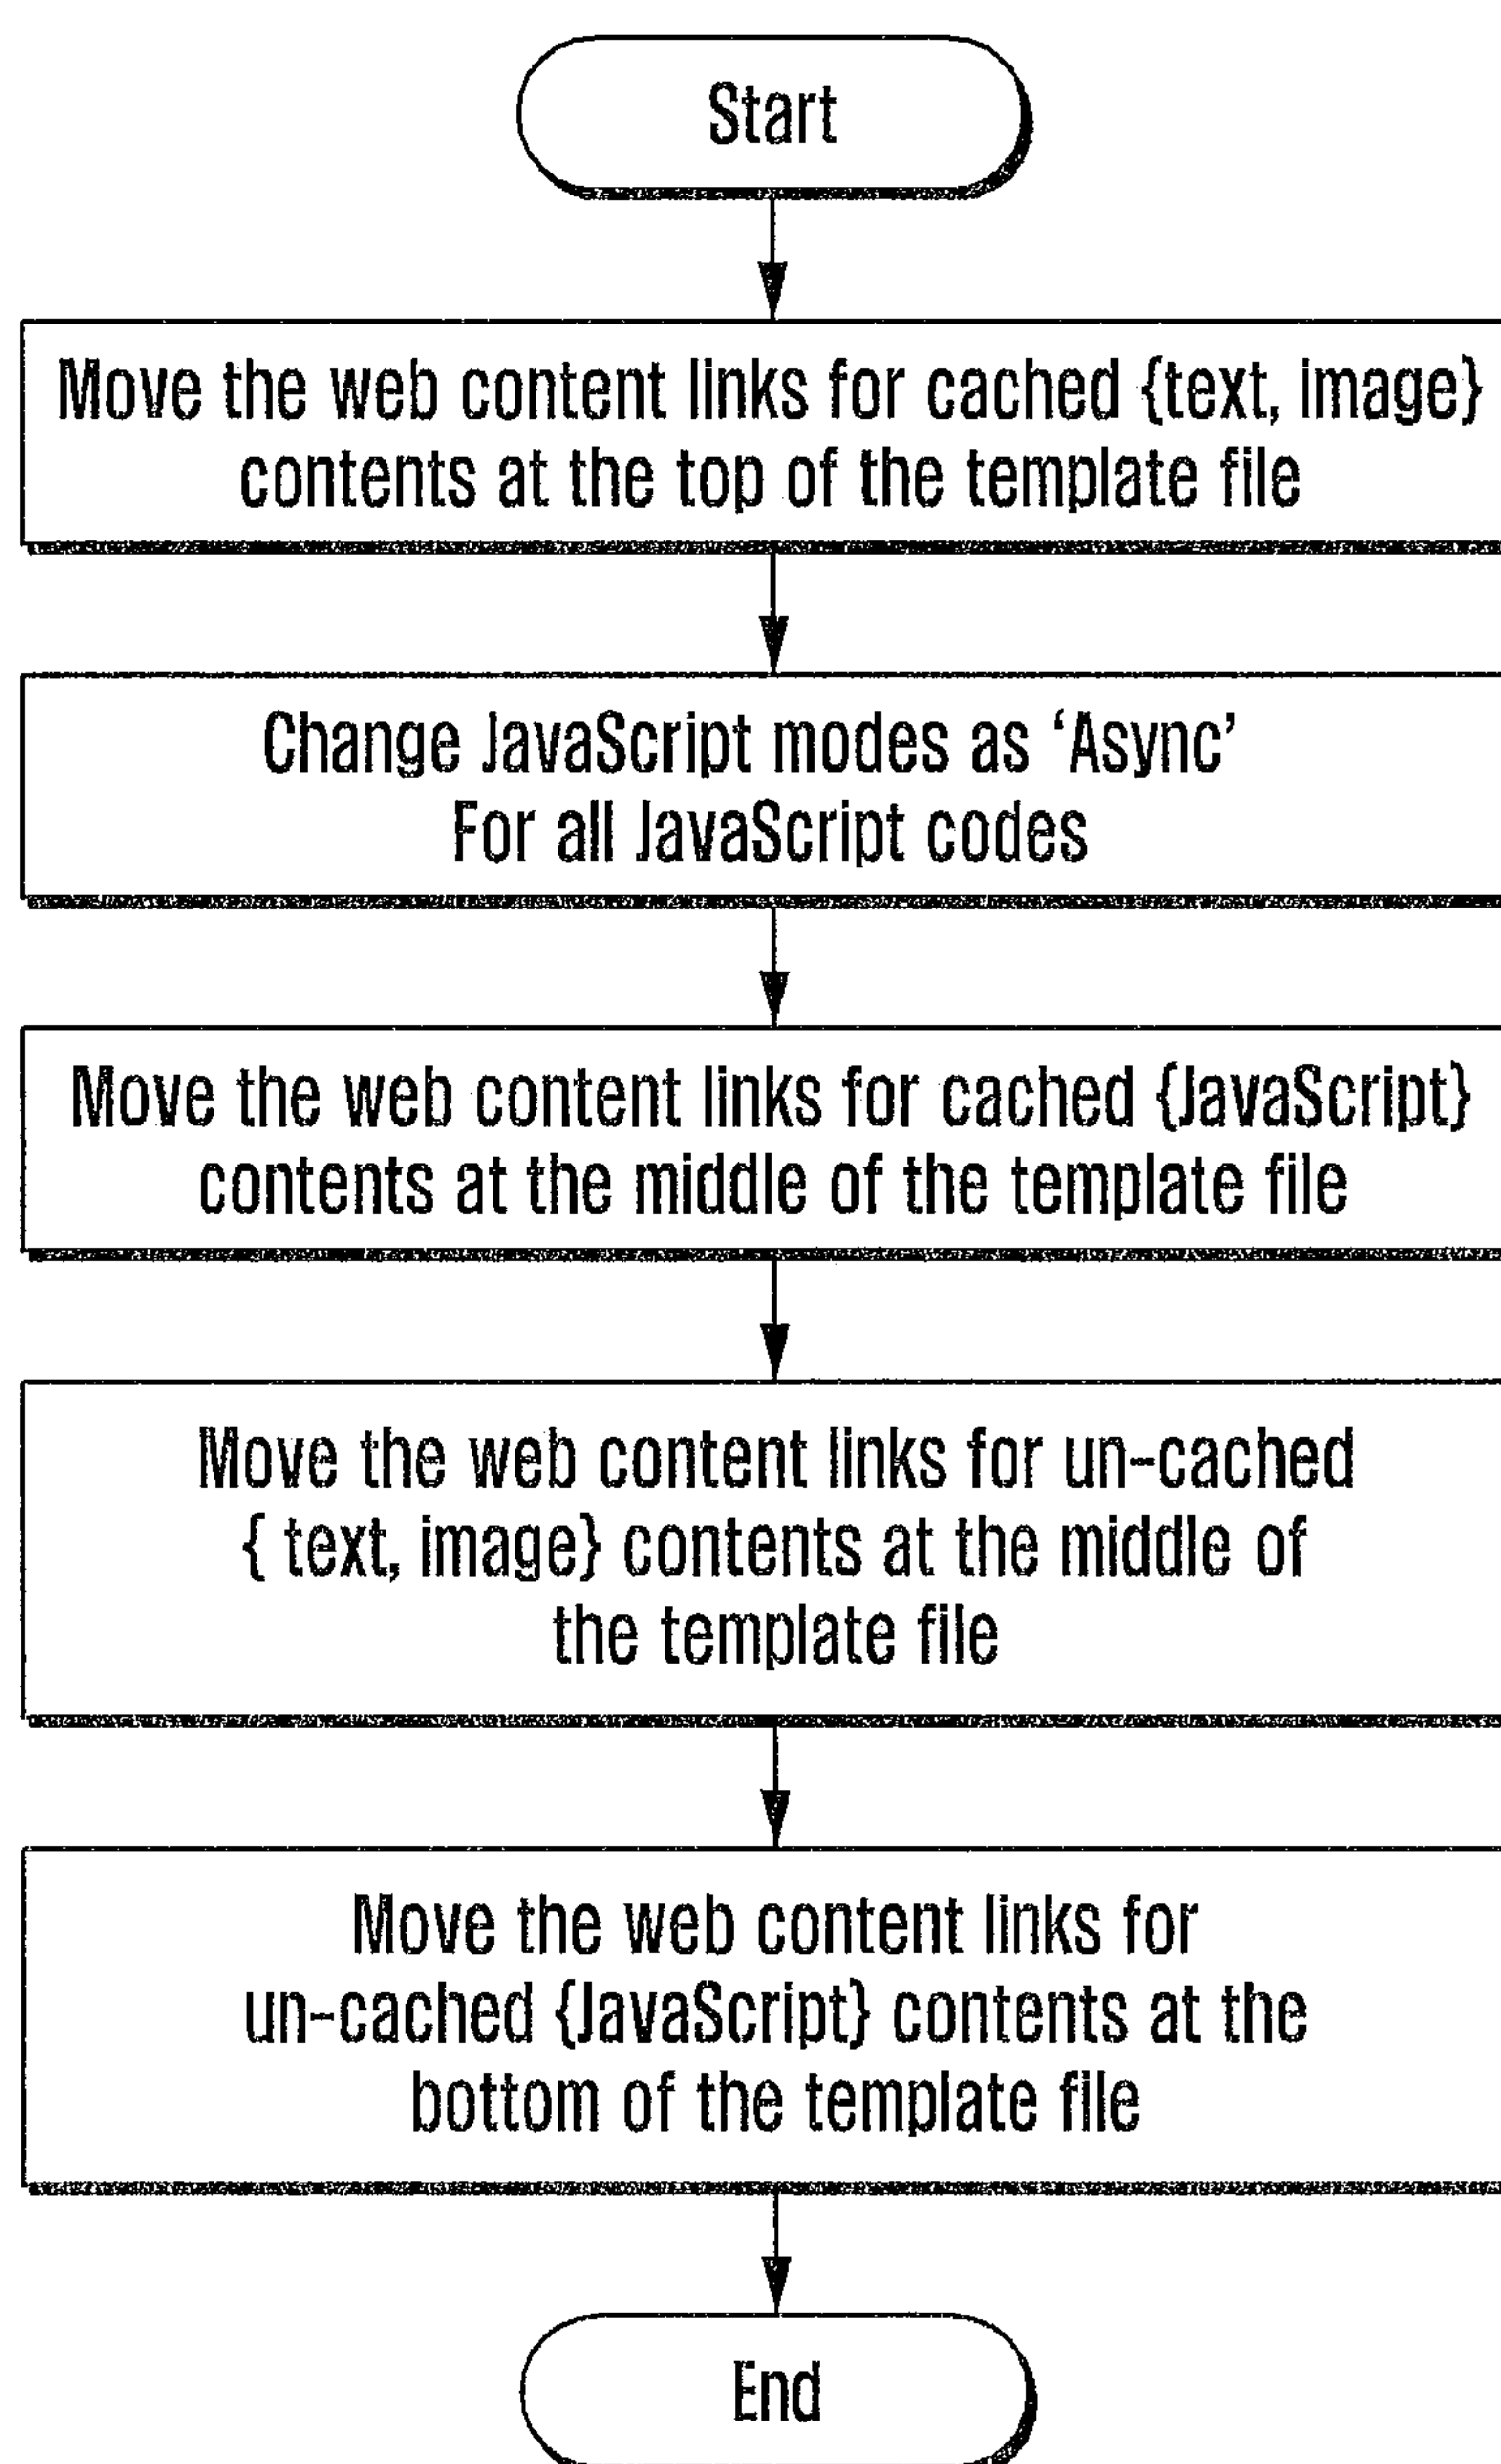 Start
Move the web content links for cached {text, image}
contents at the top of the template file
Change JavaScript modes as ‘Async’
For all JavaScript codes
Move the web content links for cached {JavaScript}
contents at the middle of the template file
Move the web content links for un-cached
{ text, image} contents at the middle of
the template file
Move the web content links for
un-cached {JavaScript} contents at the
bottom of the template file
End